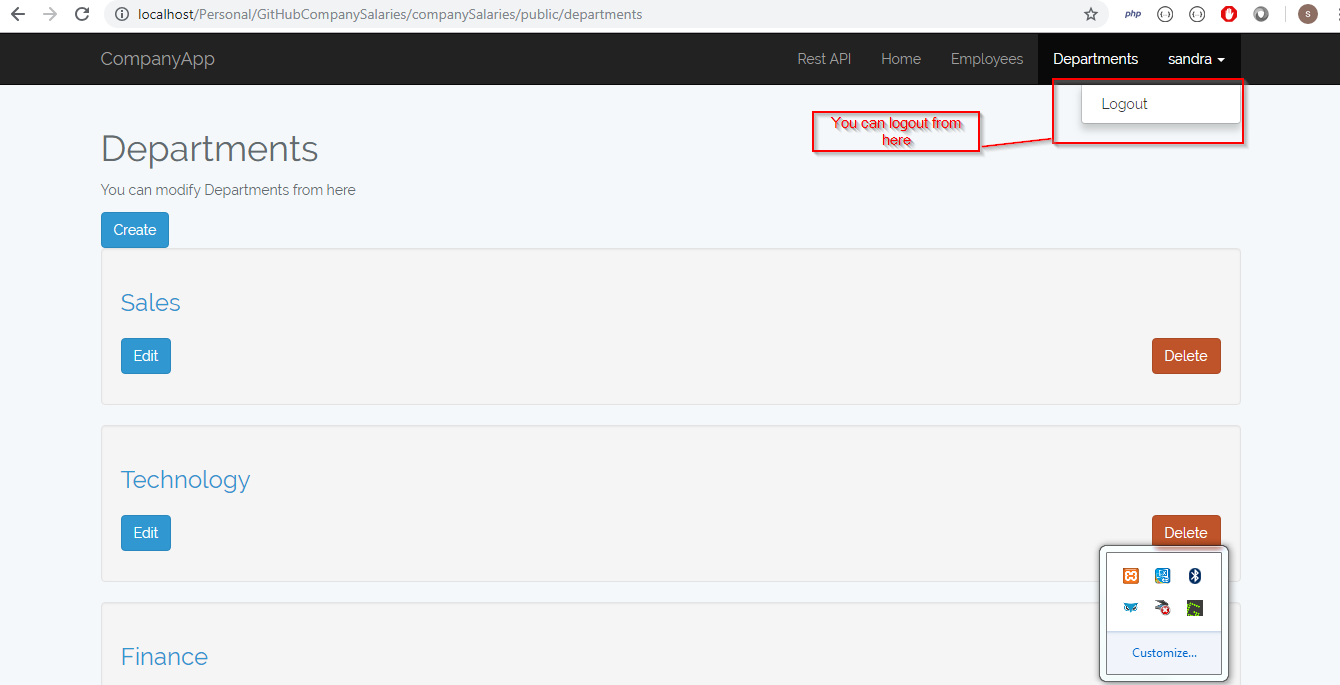 localhost/Personal/GitHubCompanySalaries/companySalaries/public/departments
php
s
CompanyApp
Rest API
Home
Employees
Departments
sandra
Logout
You can logout from
here
Departments
You can modify Departments from here
Create
Sales
Edit
Delete
Technology
Edit
Delete
Finance
Customize...